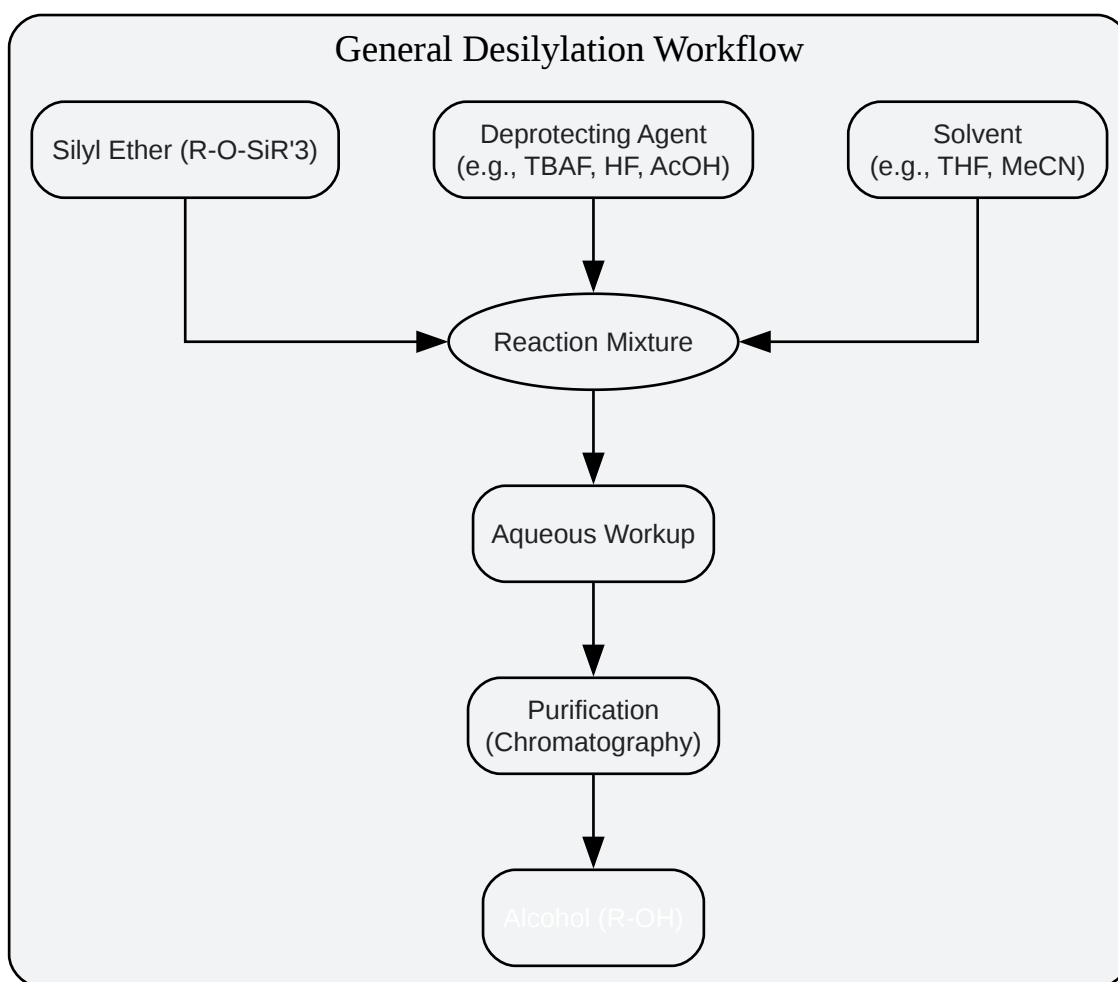 General Desilylation Workflow
Silyl Ether (R-O-SiR'3)
Deprotecting Agent
(e.g., TBAF, HF, AcOH)
Solvent
(e.g., THF, MeCN)
Reaction Mixture
Aqueous Workup
Purification
(Chromatography)
Alcohol (R-OH)